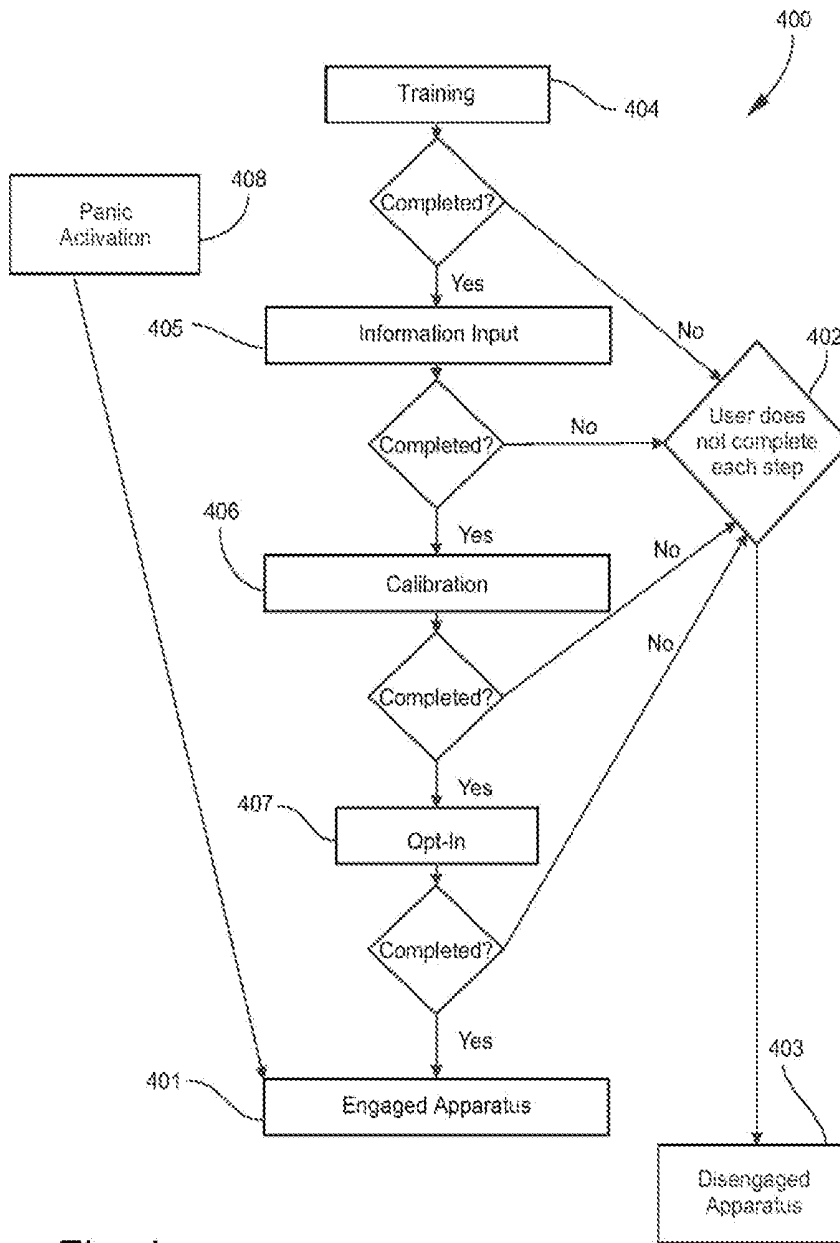 400
Training
404
408
Panic
Activation
Completed?
Yes
No
405
Information Input
402
User does
not complete
each step
Completed?
No
406
Yes
No
Calibration
No
Completed?
Yes
407
Opt-In
Completed?
Yes
403
401
Engaged Apparatus
Disengaged
Apparatus